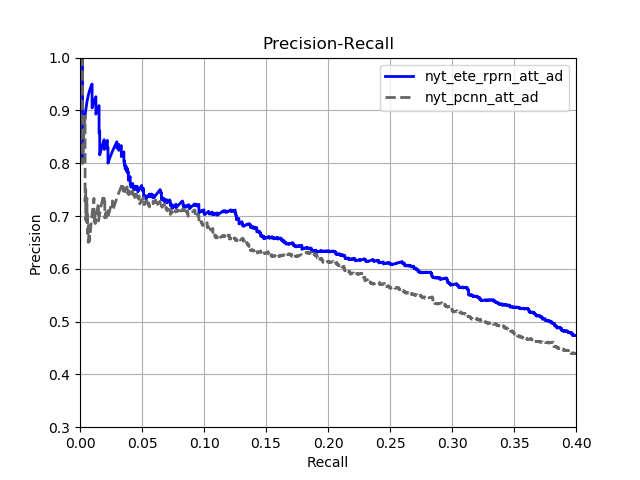 Precision-Recall
nyt_ete_rprn_att_ad
nyt_pcnn_att_ad
Precision
1.0
0.9
0.8
0.7
0.6
0.5
0.4
0.3
0.00 0.05 0.10 0.15 0.20 0.25 0.30 0.35 0.40
Recall